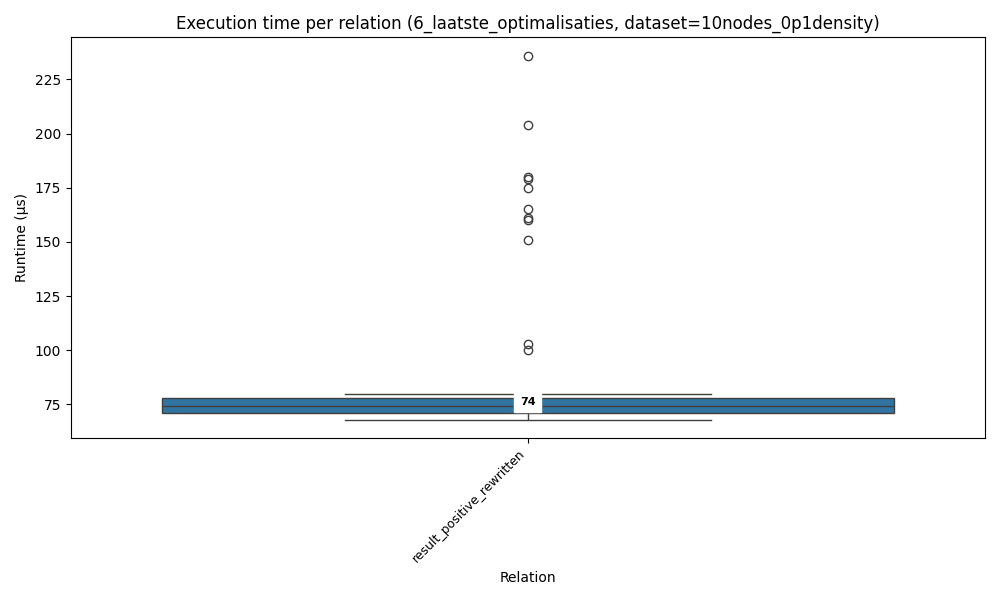 Execution time per relation (6_laatste_optimalisaties, dataset=10nodes_0p1density)
225
200
175
150
125
100
75
Runtime (µs)
74
result_positive_rewritten
Relation